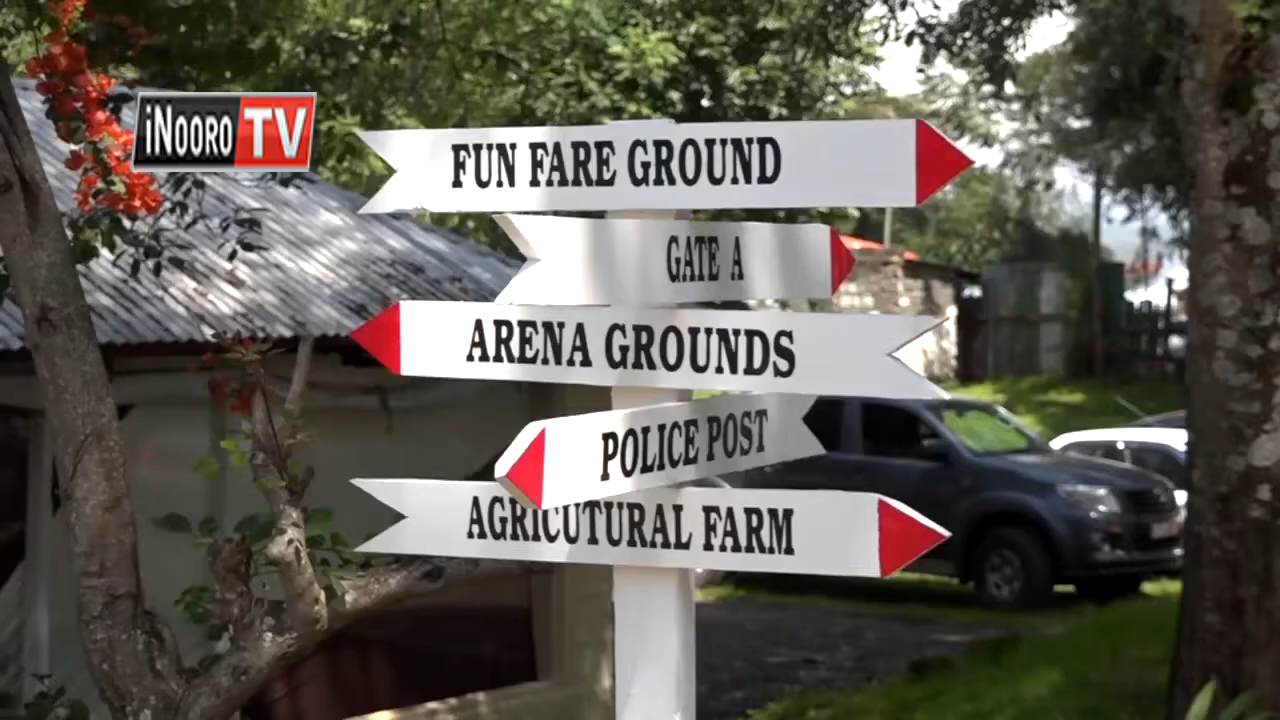 iNOORO TV
FUN FARE GROUND
GATE A
ARENA GROUNDS
POLICE POST
AGRICUTURAL FARM